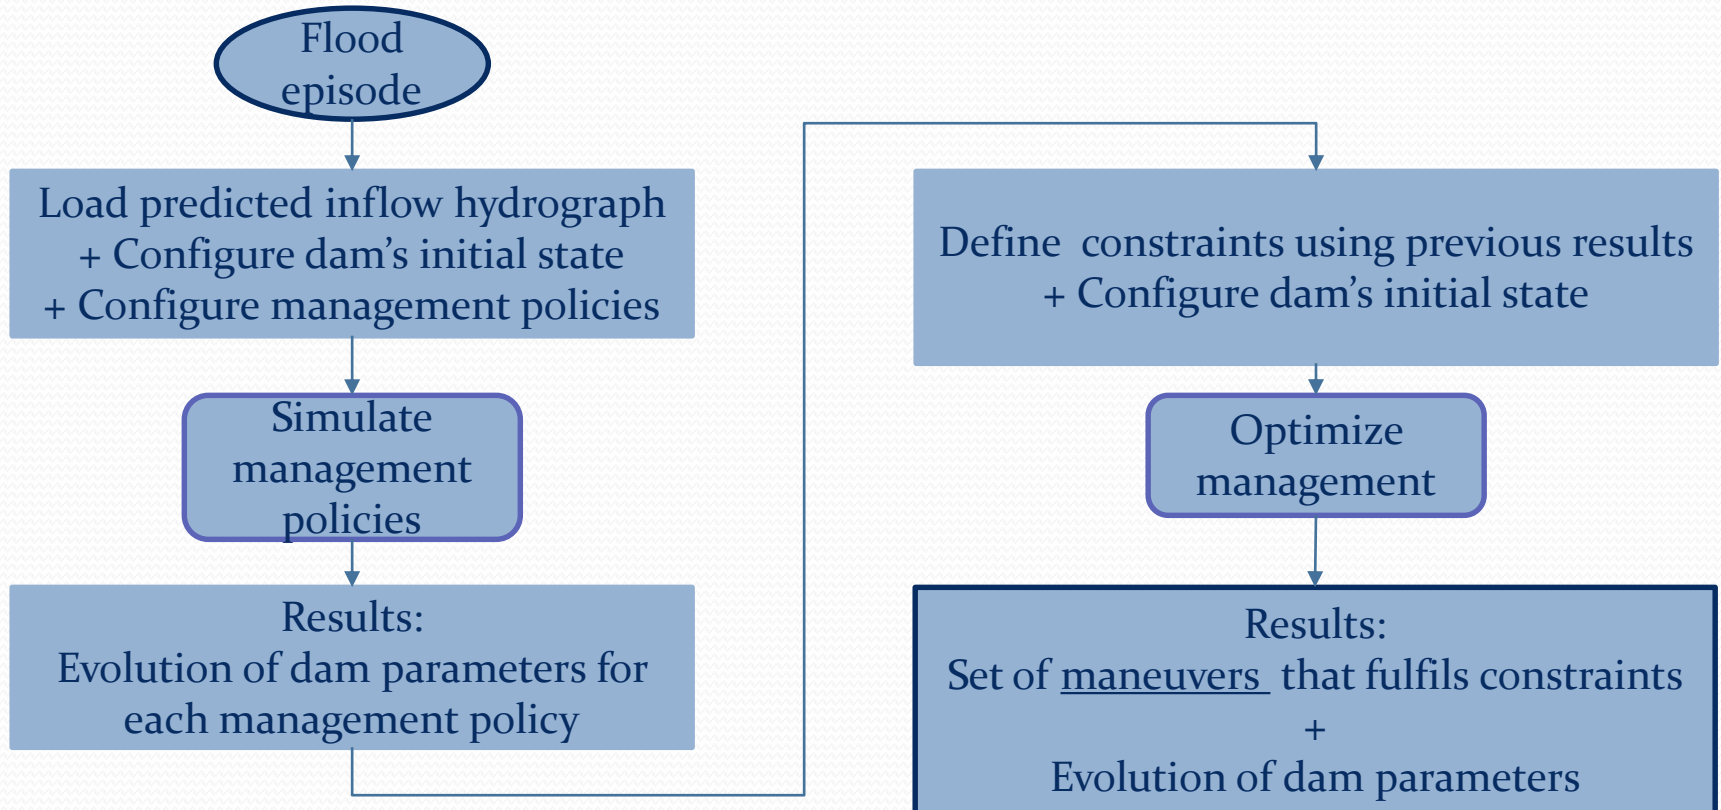 Flood
episode
Load predicted inflow hydrograph
+ Configure dam's initial state
+ Configure management policies
Simulate
management
policies
Results:
Evolution of dam parameters for
each management policy
Define constraints using previous results
+ Configure dam's initial state
Optimize
management
Results:
Set of maneuvers that fulfils constraints
+
Evolution of dam parameters